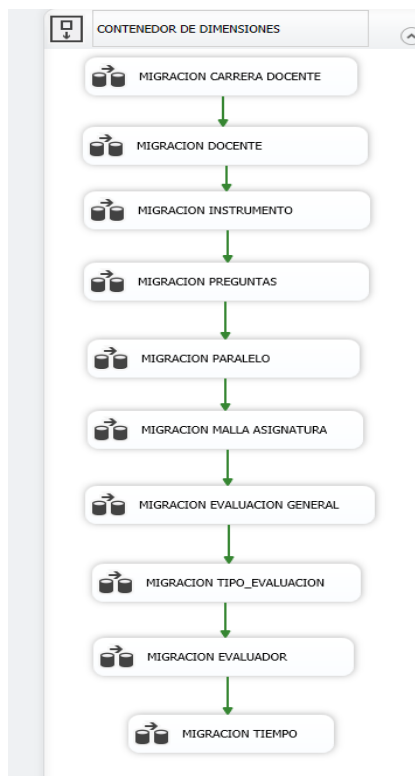 CONTENEDOR DE DIMENSIONES
MIGRACION CARRERA DOCENTE
MIGRACION DOCENTE
MIGRACION INSTRUMENTO
MIGRACION PREGUNTAS
MIGRACION PARALELO
MIGRACION MALLA ASIGNATURA
MIGRACION EVALUACION GENERAL
MIGRACION TIPO_EVALUACION
MIGRACION EVALUADOR
MIGRACION TIEMPO